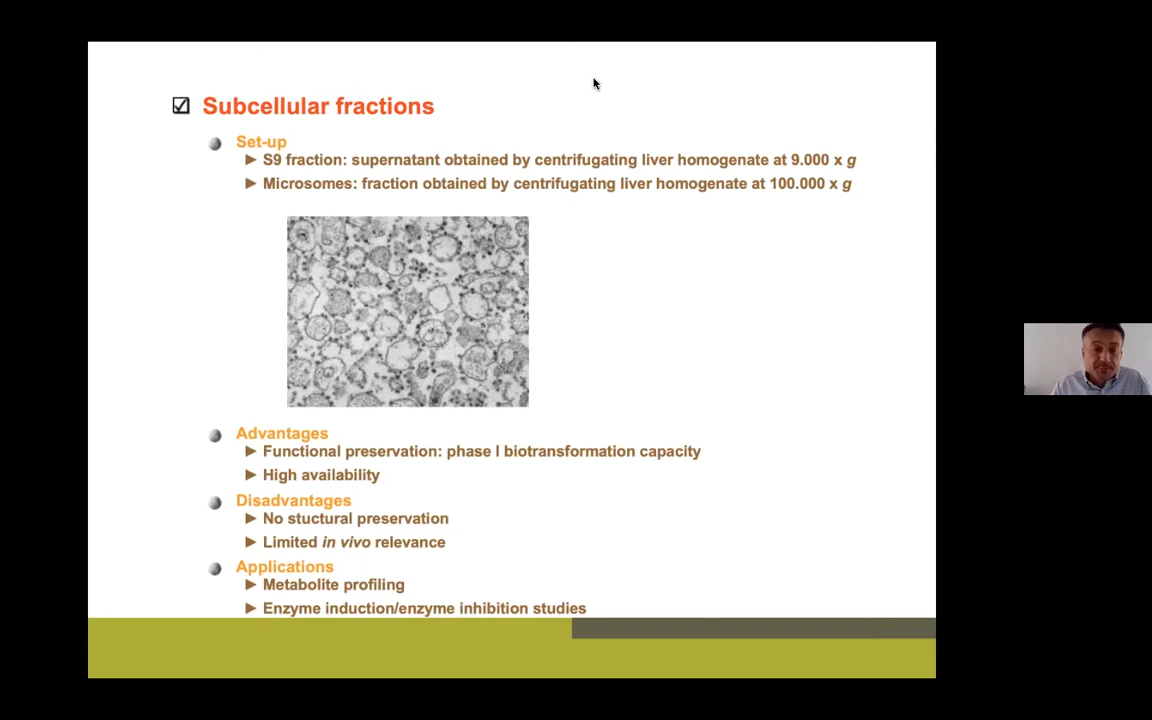 Subcellular fractions
Set-up
► S9 fraction: supernatant obtained by centrifugating liver homogenate at 9.000 x g
► Microsomes: fraction obtained by centrifugating liver homogenate at 100.000 x g
Advantages
► Functional preservation: phase I biotransformation capacity
► High availability
Disadvantages
► No stuctural preservation
► Limited in vivo relevance
Applications
► Metabolite profiling
► Enzyme induction/enzyme inhibition studies